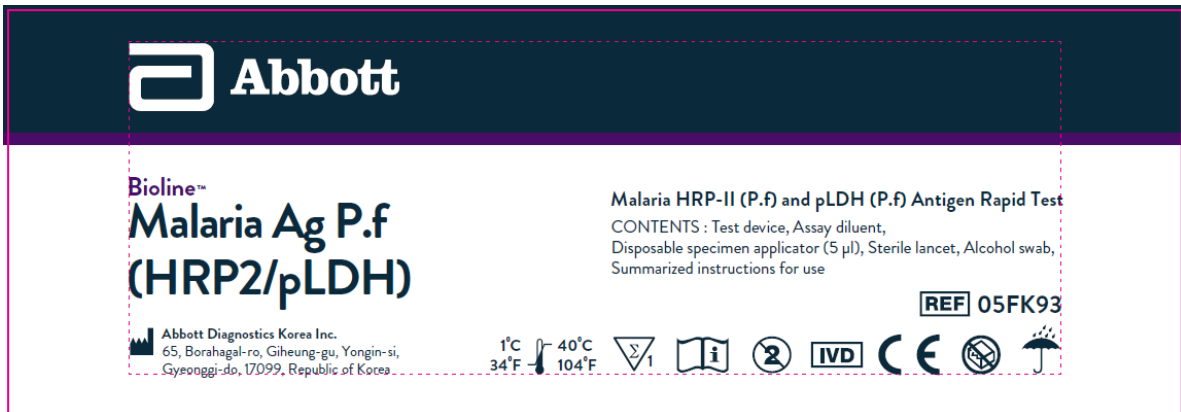 Abbott
Bioline™
Malaria Ag P.f
(HRP2/pLDH)
Abbott Diagnostics Korea Inc.
65, Borahagal-ro, Giheung-gu, Yongin-si,
Gyeonggi-do, 17099, Republic of Korea
Malaria HRP-II (P.f) and pLDH (P.f) Antigen Rapid Test
CONTENTS : Test device, Assay diluent,
Disposable specimen applicator (5 µl), Sterile lancet, Alcohol swab,
Summarized instructions for use
REF 05FK93
1°C 40°C
34°F 104°F
Σ 1
i
2
IVD
CE